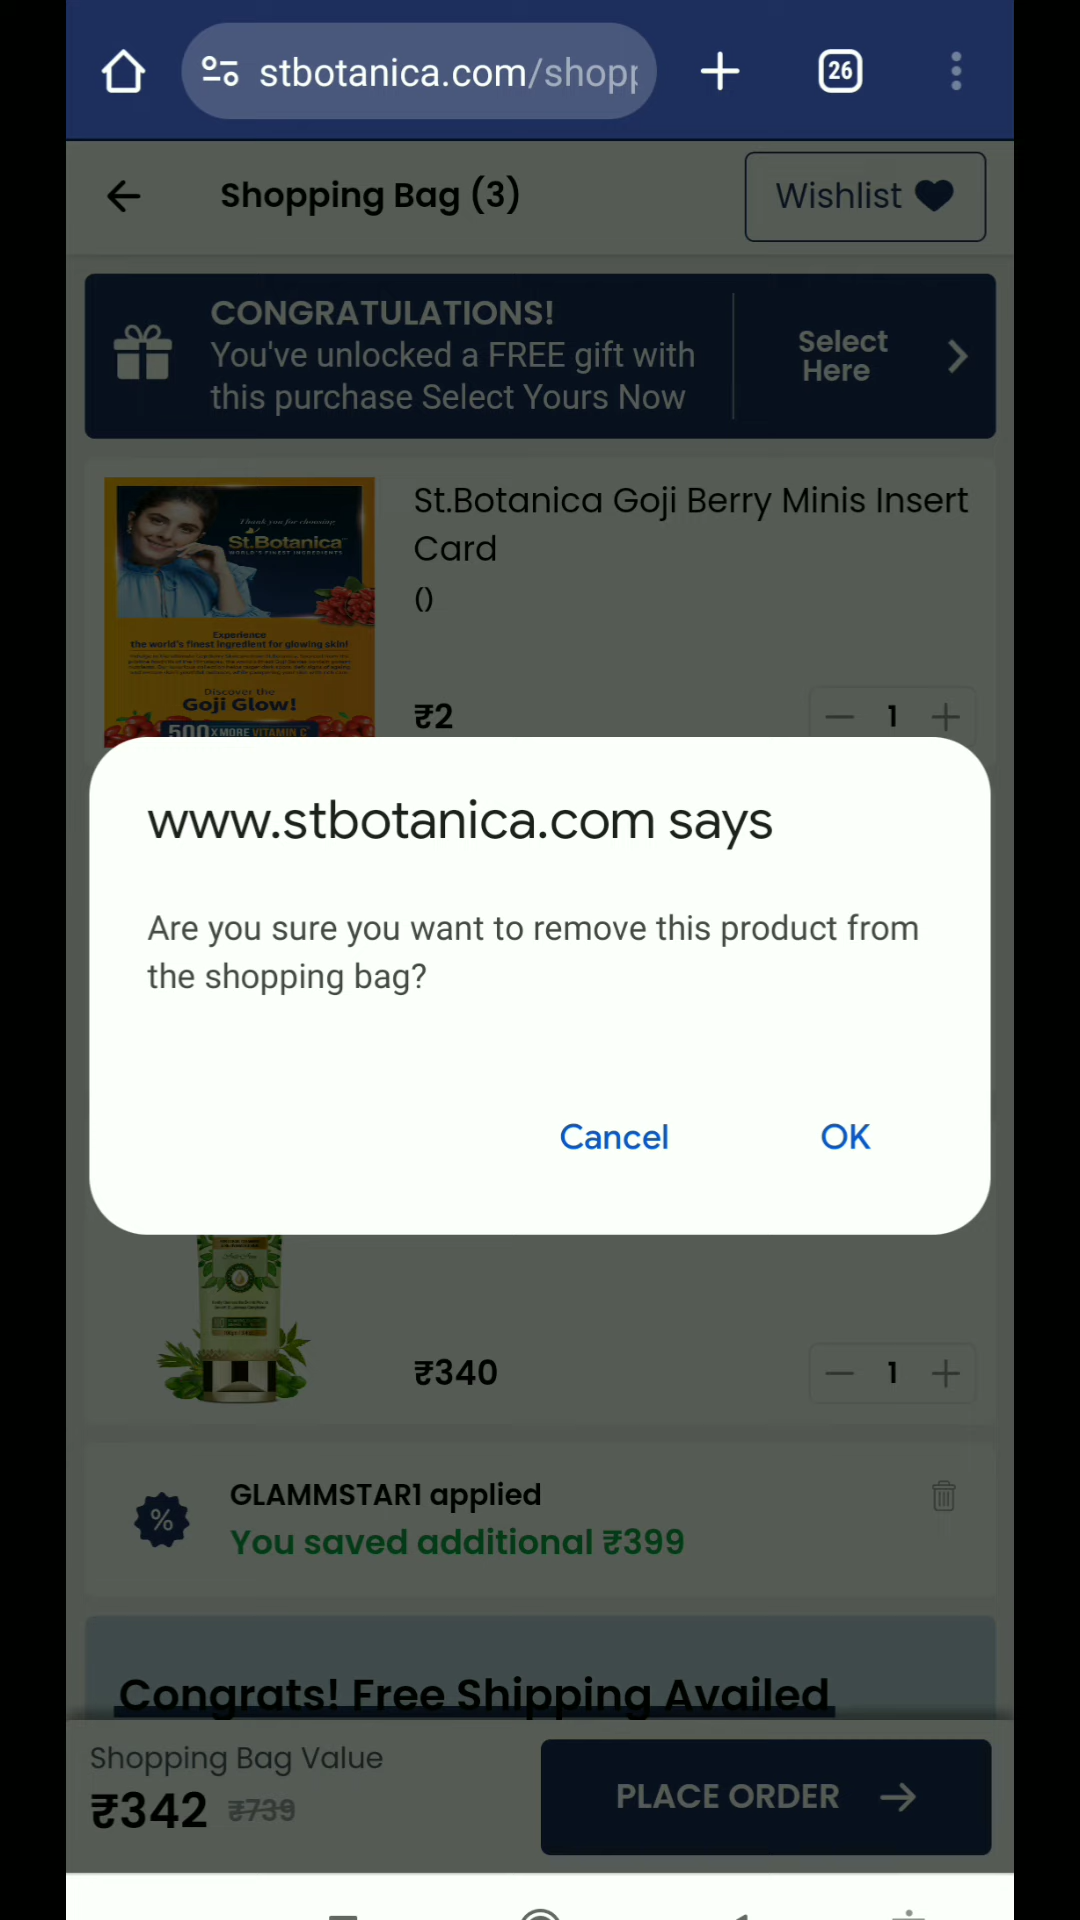 stbotanica.com/shopp
26
Shopping Bag (3)
Wishlist
CONGRATULATIONS!
You've unlocked a FREE gift with
this purchase Select Yours Now
Select
Here
St.Botanica Goji Berry Minis Insert
Card
()
Thank you for choosing
St.Botanica
WORLD'S FINEST INGREDIENTS
Experience
the world's finest ingredient for glowing skin!
Discover the
Goji Glow!
500 X MORE VITAMIN C
₹2
1
www.stbotanica.com says
Are you sure you want to remove this product from
the shopping bag?
Cancel
OK
₹340
1
%
GLAMMSTAR1 applied
You saved additional ₹399
Congrats! Free Shipping Availed
Shopping Bag Value
₹342 ₹739
PLACE ORDER